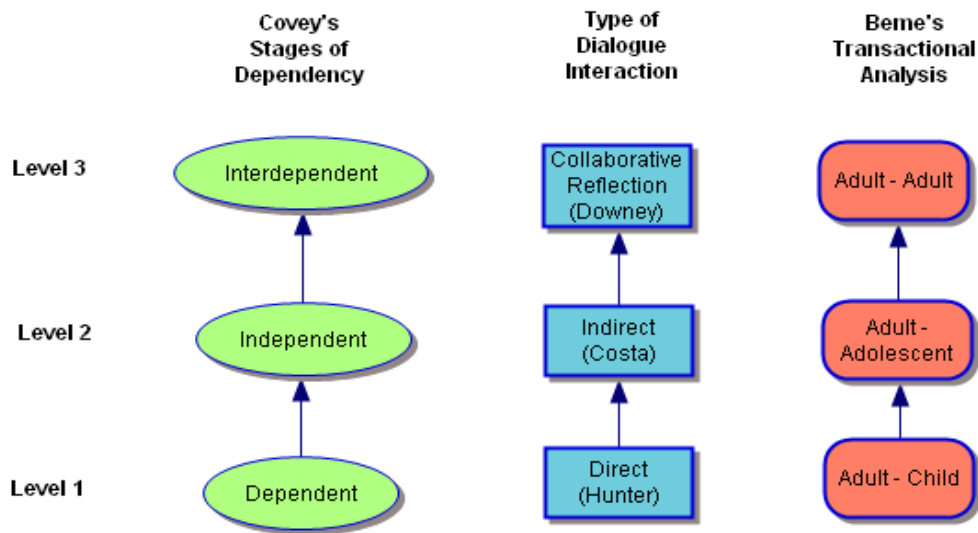 Covey's
Stages of
Dependency
Type of
Dialogue
Interaction
Berne's
Transactional
Analysis
Level 3
Interdependent
Collaborative
Reflection
(Downey)
Adult - Adult
Level 2
Independent
Indirect
(Costa)
Adult -
Adolescent
Level 1
Dependent
Direct
(Hunter)
Adult - Child